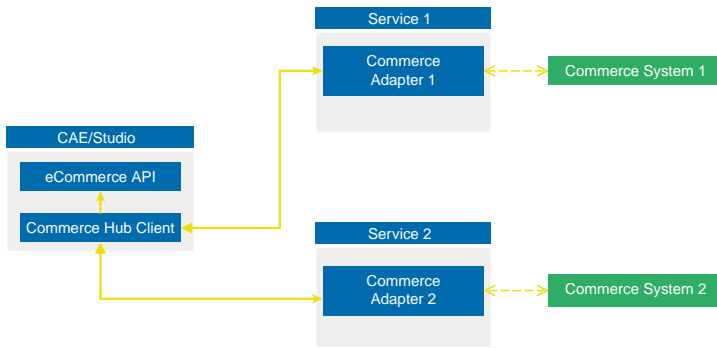 Service 1
Commerce
Adapter 1
Commerce System 1
CAE/Studio
eCommerce API
Commerce Hub Client
Service 2
Commerce
Adapter 2
Commerce System 2